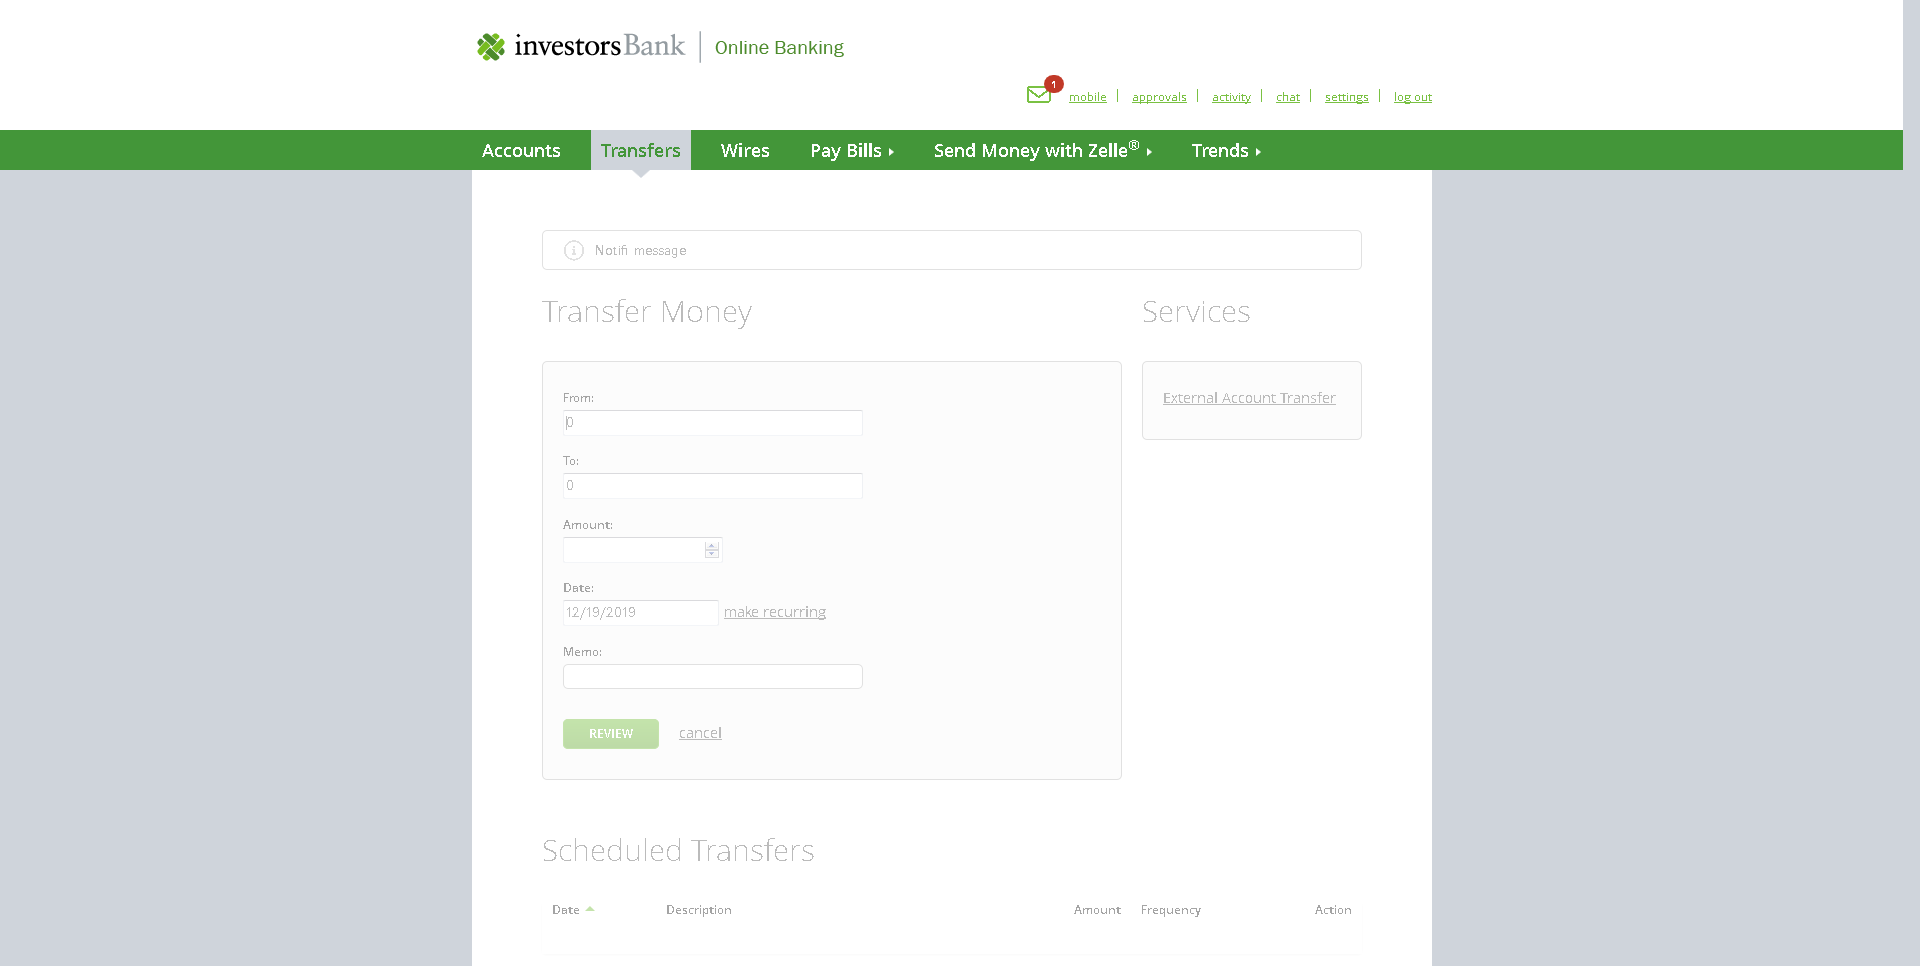 investorsBank Online Banking
1 mobile approvals activity chat settings log out
Accounts Transfers Wires Pay Bills Send Money with Zelle® Trends
Notifi message
Transfer Money
Services
From:
0
To:
0
Amount:
Date:
12/19/2019 make recurring
Memo:
REVIEW cancel
External Account Transfer
Scheduled Transfers
Date Description Amount Frequency Action